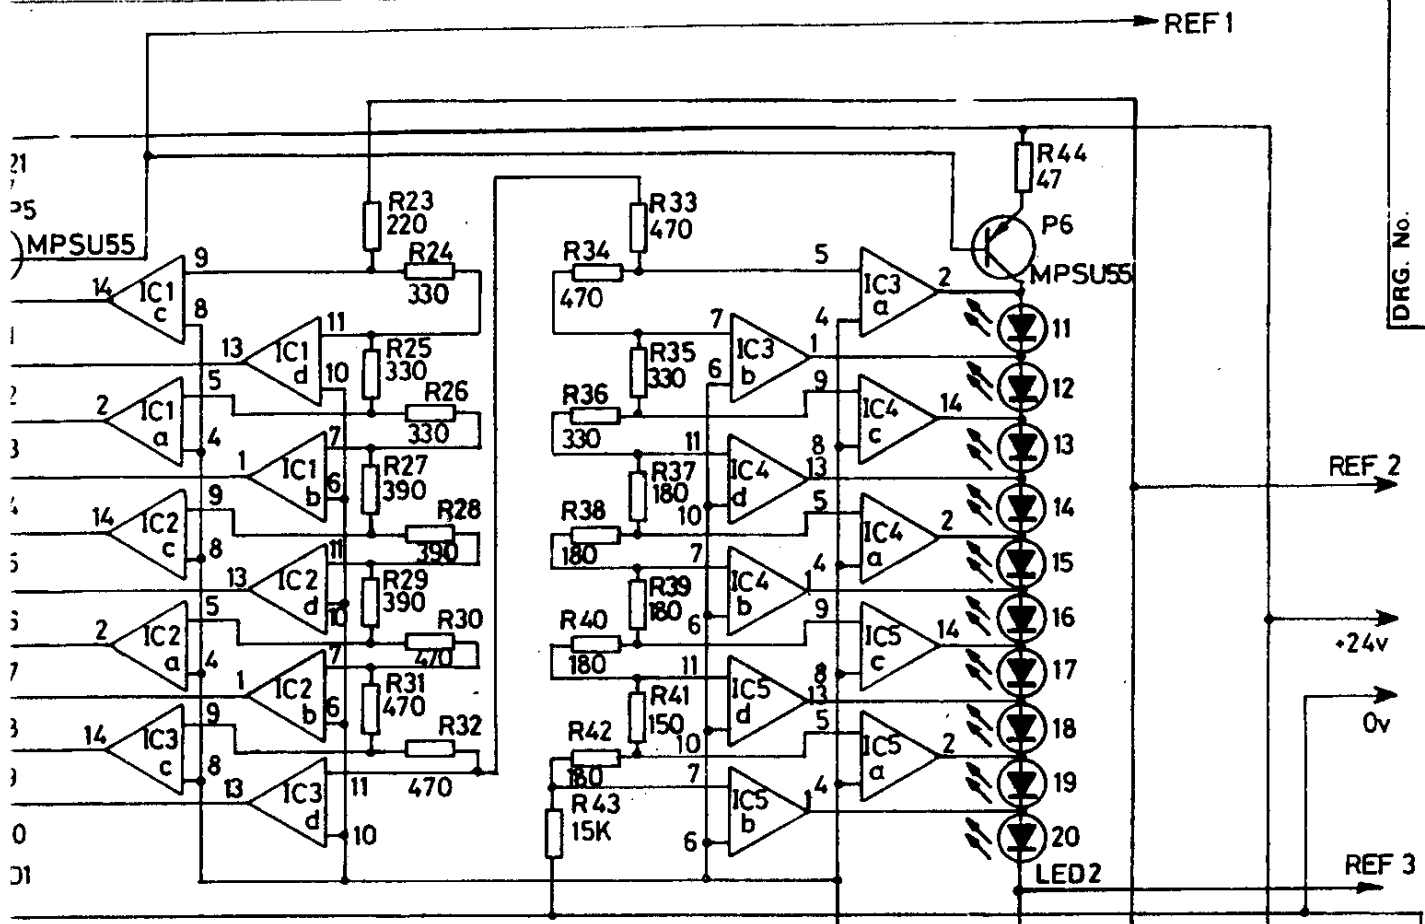 REF 1
DRG. No.
21
P5
MPSU55
R23
220
R24
330
R25
330
R26
330
R27
390
R28
390
R29
390
R30
470
R31
470
R32
470
R33
470
R34
470
R35
330
R36
330
R37
180
R38
180
R39
180
R40
180
R41
150
R42
180
R43
15K
R44
47
P6
MPSU55
14 IC1 c 9 8
13 IC1 d 11 10
2 IC1 a 5 4
1 IC1 b 7 6
14 IC2 c 9 8
13 IC2 d 11 10
2 IC2 a 5 4
1 IC2 b 7 6
14 IC3 c 9 8
13 IC3 d 11 10
5 4 IC3 a 2
7 6 IC3 b 1
9 8 IC4 c 14
11 10 IC4 d 13
5 4 IC4 a 2
7 6 IC4 b 1
9 8 IC5 c 14
11 10 IC5 d 13
5 4 IC5 a 2
7 6 IC5 b 1
11
12
13
14
15
16
17
18
19
20
LED2
REF 2
+24v
0v
REF 3